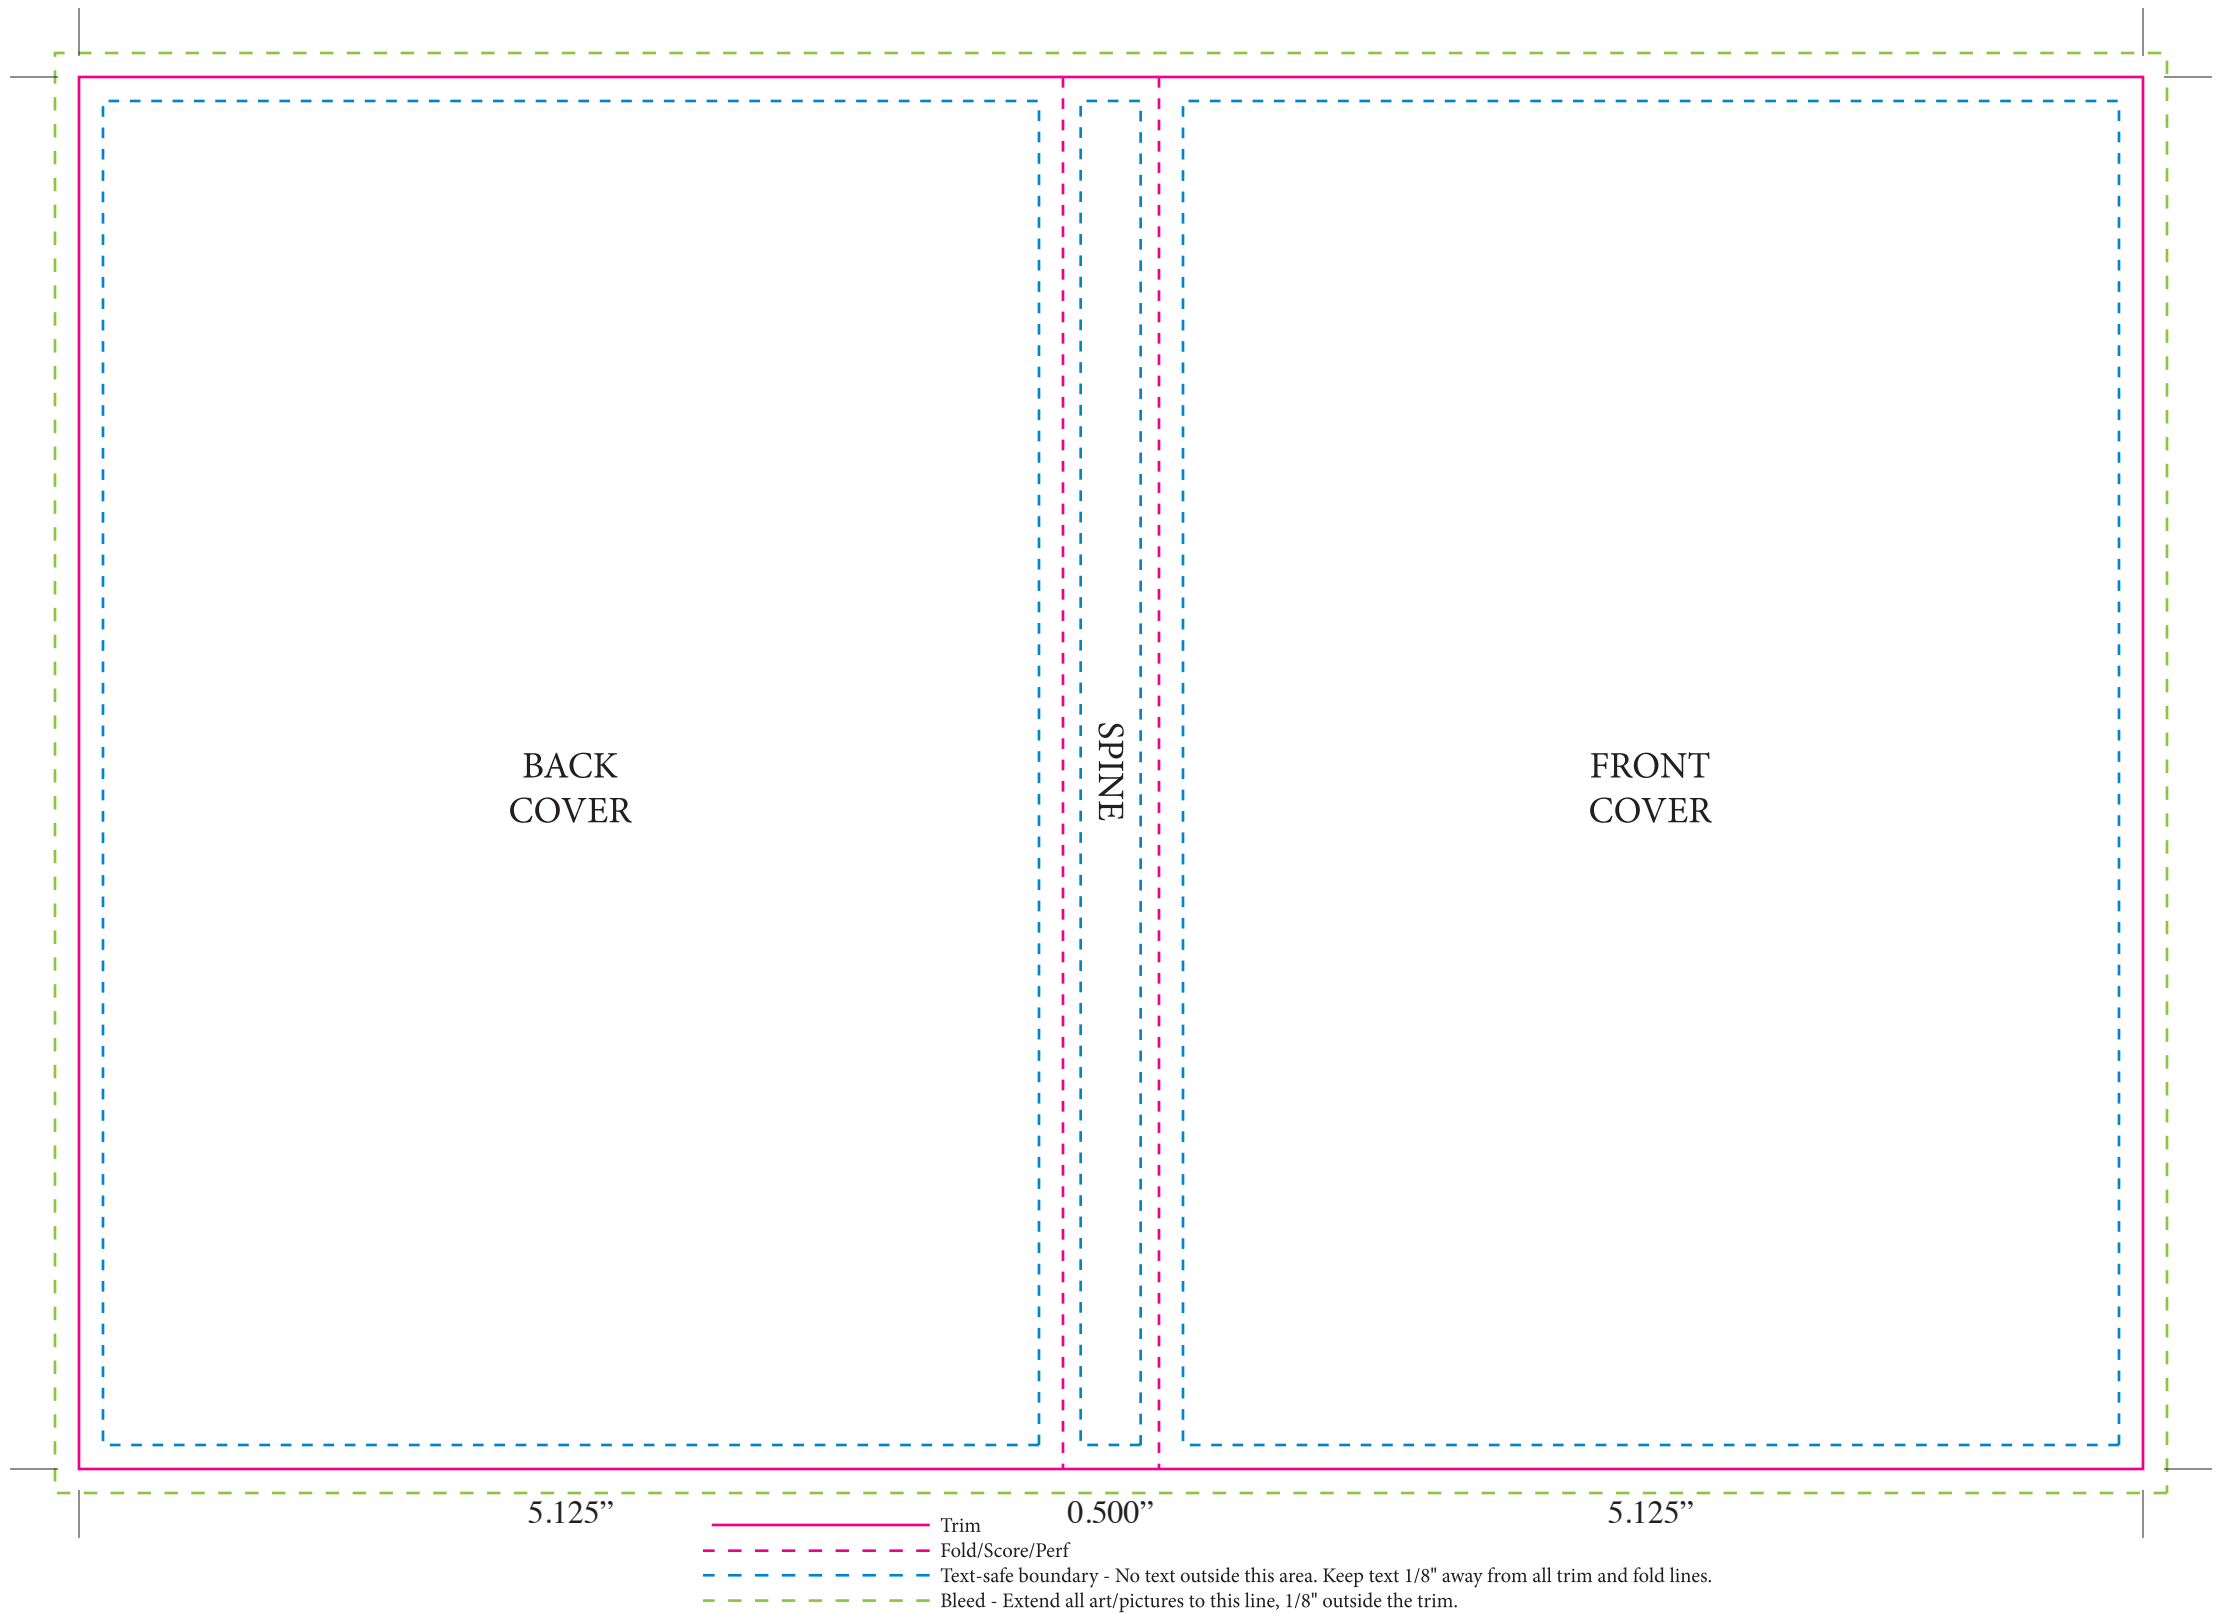 BACK
COVER
SPINE
FRONT
COVER
5.125”
0.500”
5.125”
Trim
Fold/Score/Perf
Text-safe boundary - No text outside this area. Keep text 1/8" away from all trim and fold lines.
Bleed - Extend all art/pictures to this line, 1/8" outside the trim.